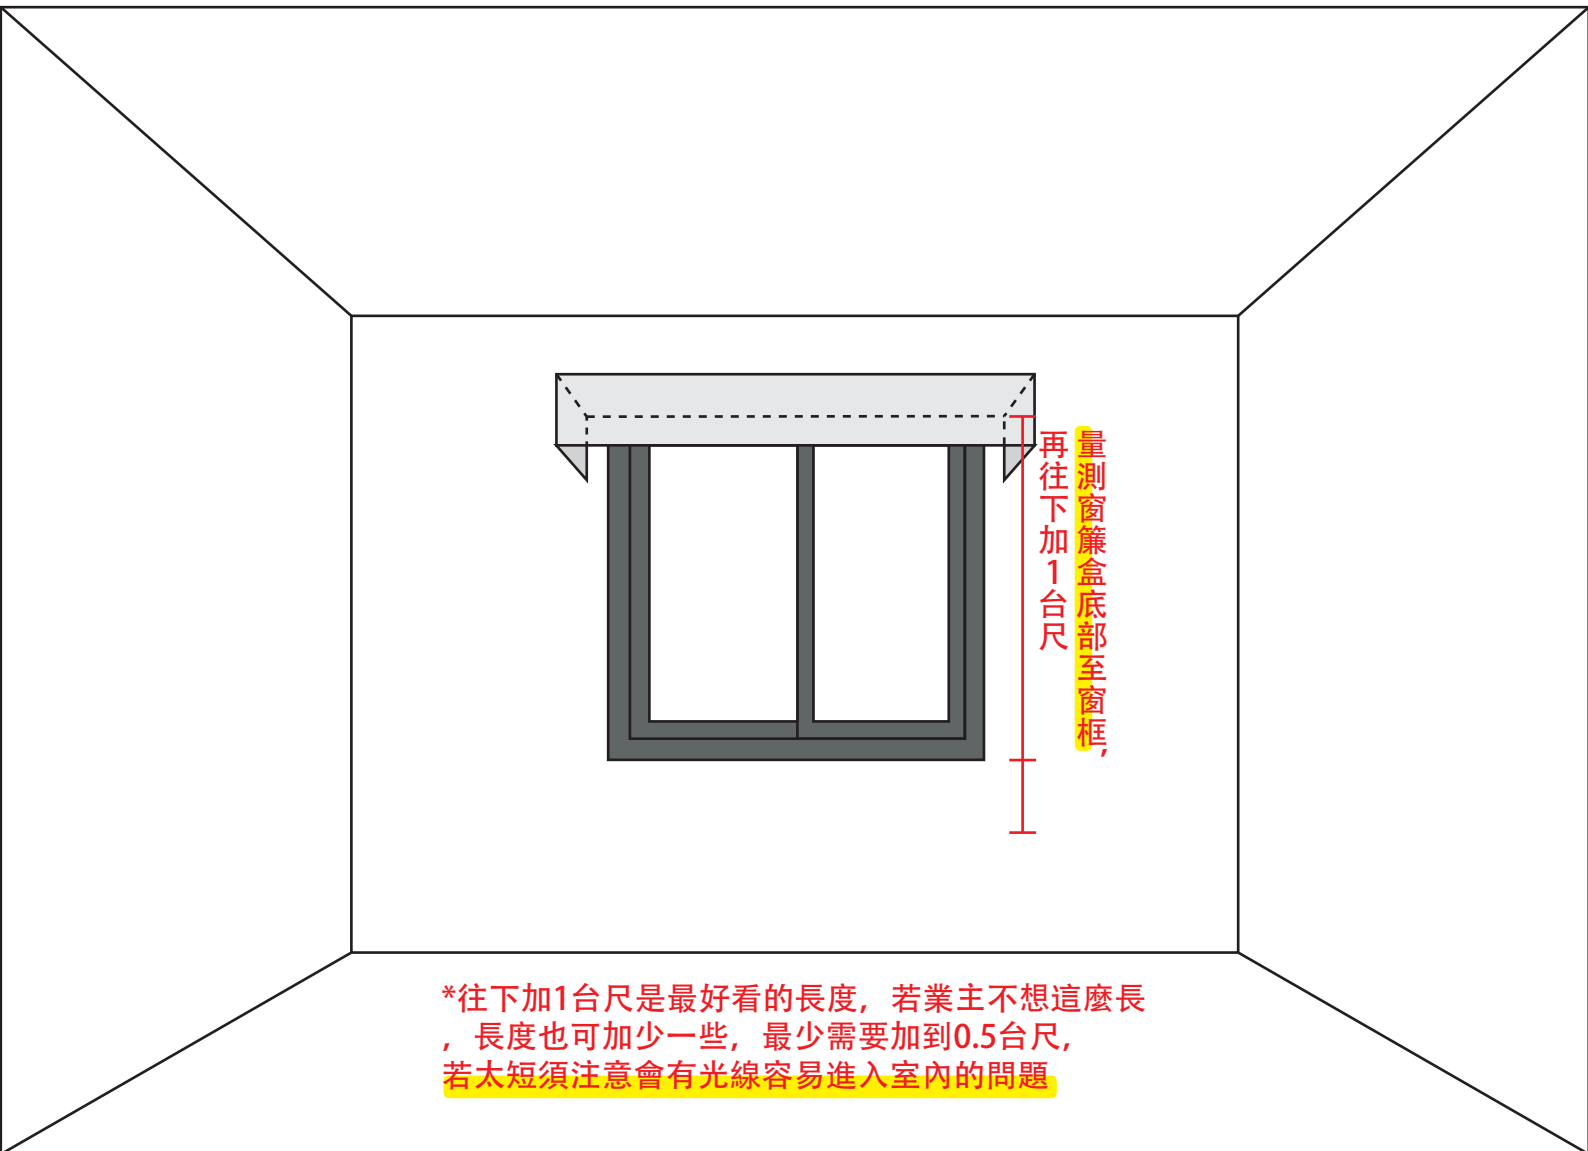 量測窗簾盒底部至窗框,
再往下加1台尺
*往下加1台尺是最好看的長度，若業主不想這麼長
，長度也可加少一些，最少需要加到0.5台尺,
若太短須注意會有光線容易進入室內的問題